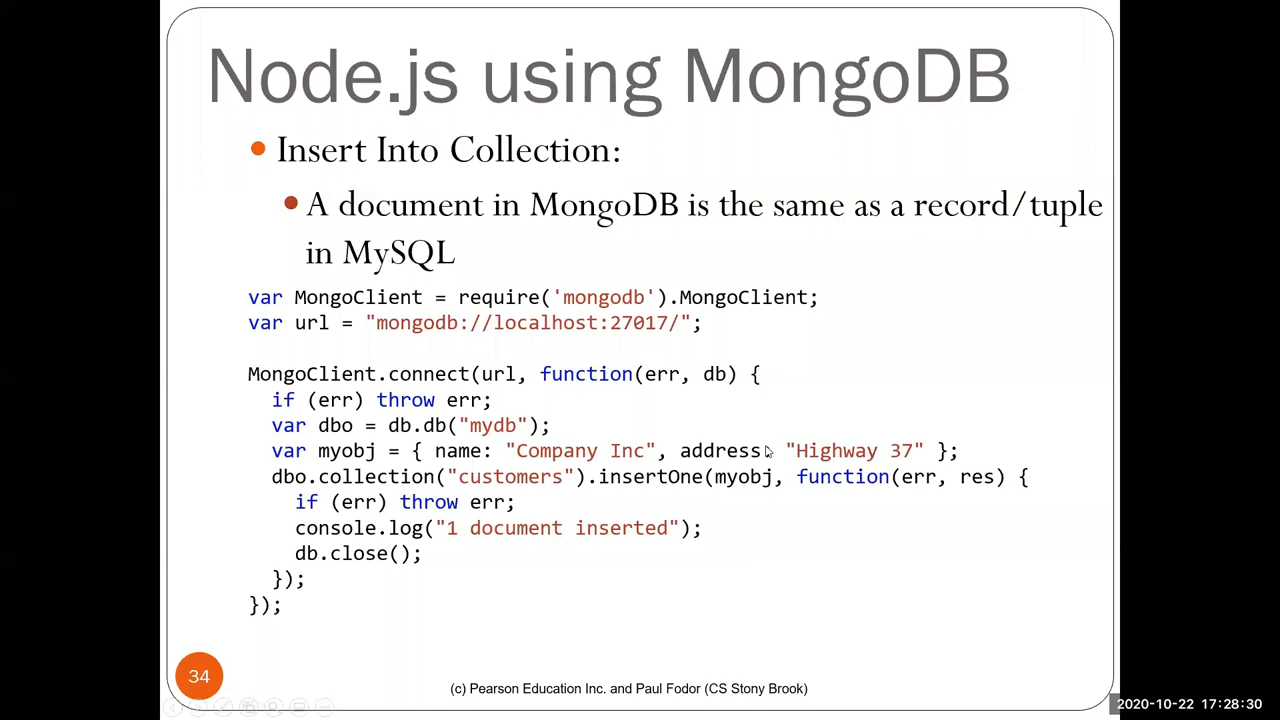 Node.js using MongoDB
Insert Into Collection:
A document in MongoDB is the same as a record/tuple
in MySQL
var MongoClient = require('mongodb').MongoClient;
var url = "mongodb://localhost:27017/";
MongoClient.connect(url, function(err, db) {
if (err) throw err;
var dbo = db.db("mydb");
var myobj = { name: "Company Inc", address: "Highway 37" };
dbo.collection("customers").insertOne(myobj, function(err, res) {
if (err) throw err;
console.log("1 document inserted");
db.close();
});
});
34
(c) Pearson Education Inc. and Paul Fodor (CS Stony Brook)
2020-10-22 17:28:30